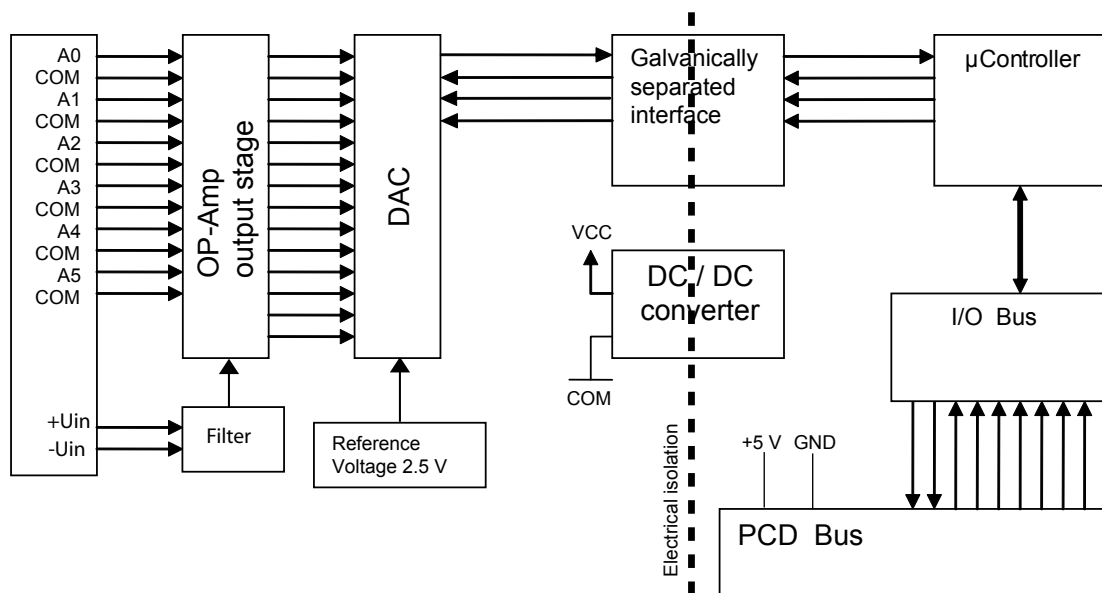 A0
COM
A1
COM
A2
COM
A3
COM
A4
COM
A5
COM
+Uin
-Uin
OP-Amp
output stage
Filter
DAC
Reference
Voltage 2.5 V
Galvanically
separated
interface
µController
VCC
DC / DC
converter
COM
I/O Bus
Electrical isolation
+5 V GND
PCD Bus